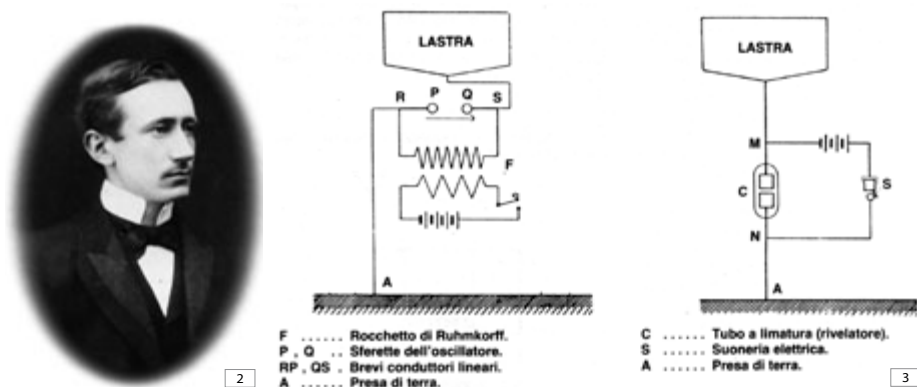 LASTRA
R P Q S
F
S
A
F ...... Rocchetto di Ruhmkorff.
P , Q .. Sferette dell'oscillatore.
RP , QS . Brevi conduttori lineari.
A ...... Presa di terra.
2
LASTRA
M
C
S
N
A
C ...... Tubo a limatura (rivelatore).
S ...... Suoneria elettrica.
A ...... Presa di terra.
3